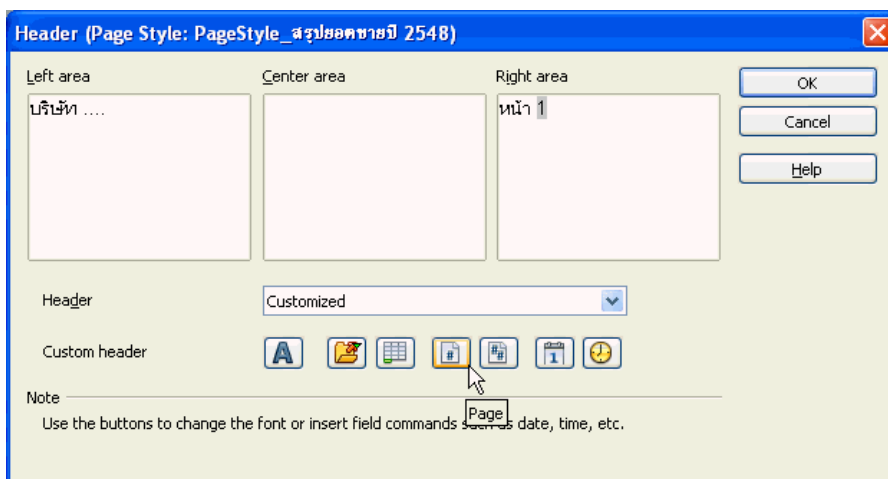 Header (Page Style: PageStyle_สรุปยอดขายปี 2548)
Left area
Center area
Right area
OK
บริษัท ....
หน้า 1
Cancel
Help
Header
Customized
Custom header
Page
Note
Use the buttons to change the font or insert field commands such as date, time, etc.